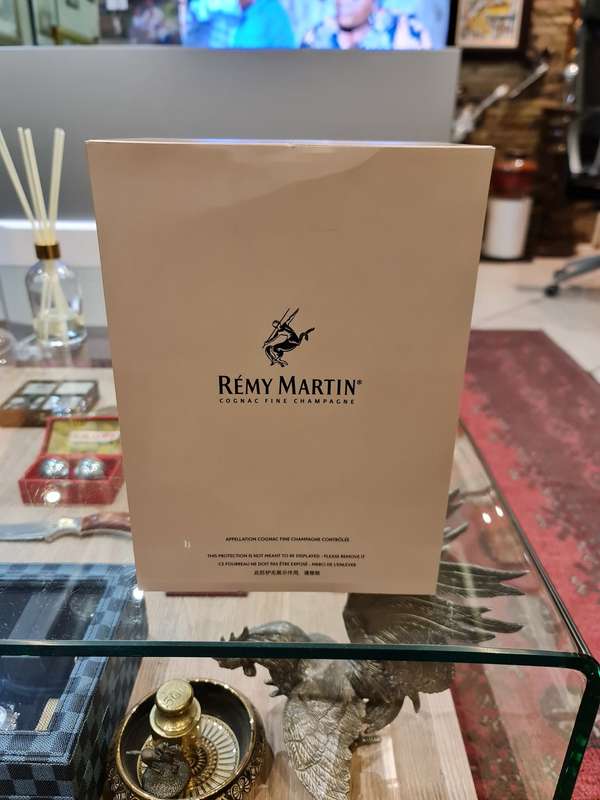 RÉMY MARTIN®
COGNAC FINE CHAMPAGNE
APPELLATION COGNAC FINE CHAMPAGNE CONTRÔLÉE
THIS PROTECTION IS NOT MEANT TO BE DISPLAYED - PLEASE REMOVE IT
CE FOURREAU NE DOIT PAS ÊTRE EXPOSÉ - MERCI DE L'ENLEVER